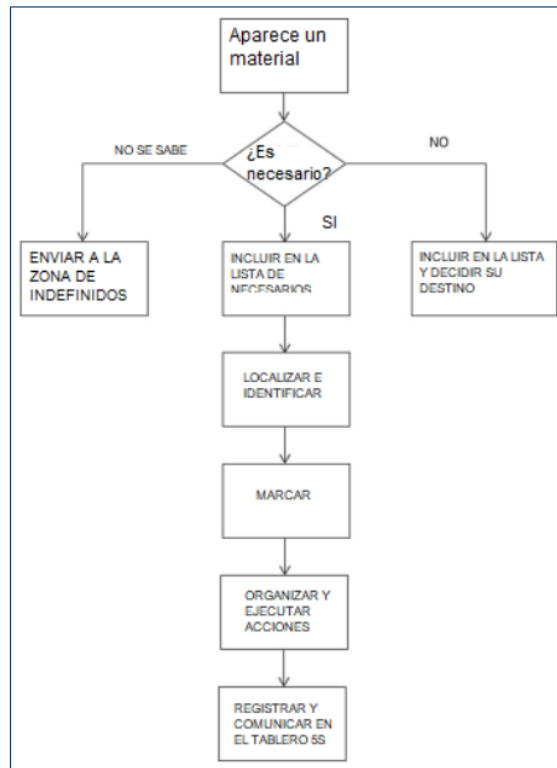 Aparece un
material
¿Es
necesario?
NO SE SABE
NO
SI
ENVIAR A LA
ZONA DE
INDEFINIDOS
INCLUIR EN LA
LISTA DE
NECESARIOS
INCLUIR EN LA LISTA
Y DECIDIR SU
DESTINO
LOCALIZAR E
IDENTIFICAR
MARCAR
ORGANIZAR Y
EJECUTAR
ACCIONES
REGISTRAR Y
COMUNICAR EN
EL TABLERO 5S